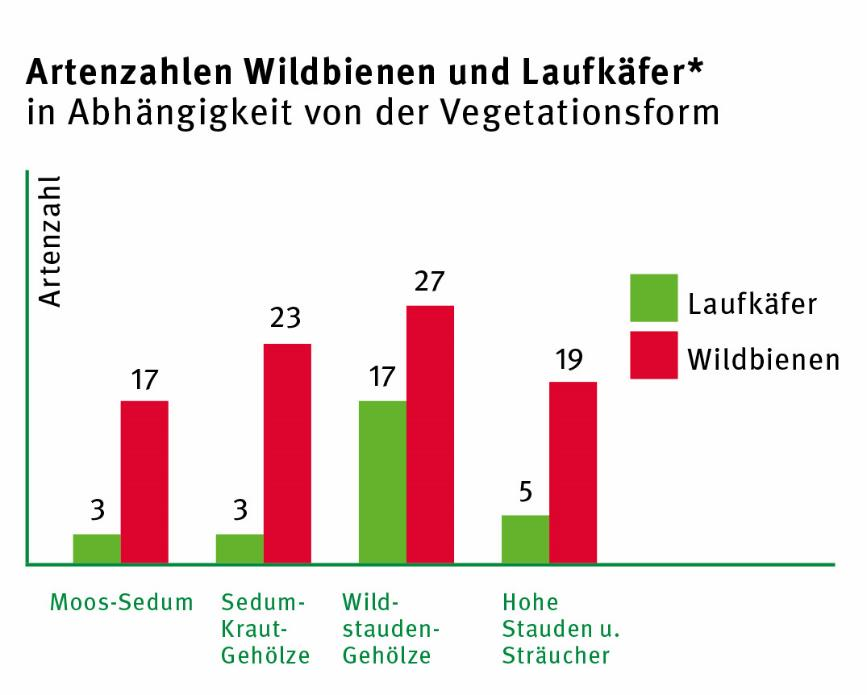 Artenzahlen Wildbienen und Laufkäfer*
in Abhängigkeit von der Vegetationsform
Artenzahl
27
23
17
17
19
3
3
5
Laufkäfer
Wildbienen
Moos-Sedum
Sedum-
Kraut-
Gehölze
Wild-
stauden-
Gehölze
Hohe
Stauden u.
Sträucher